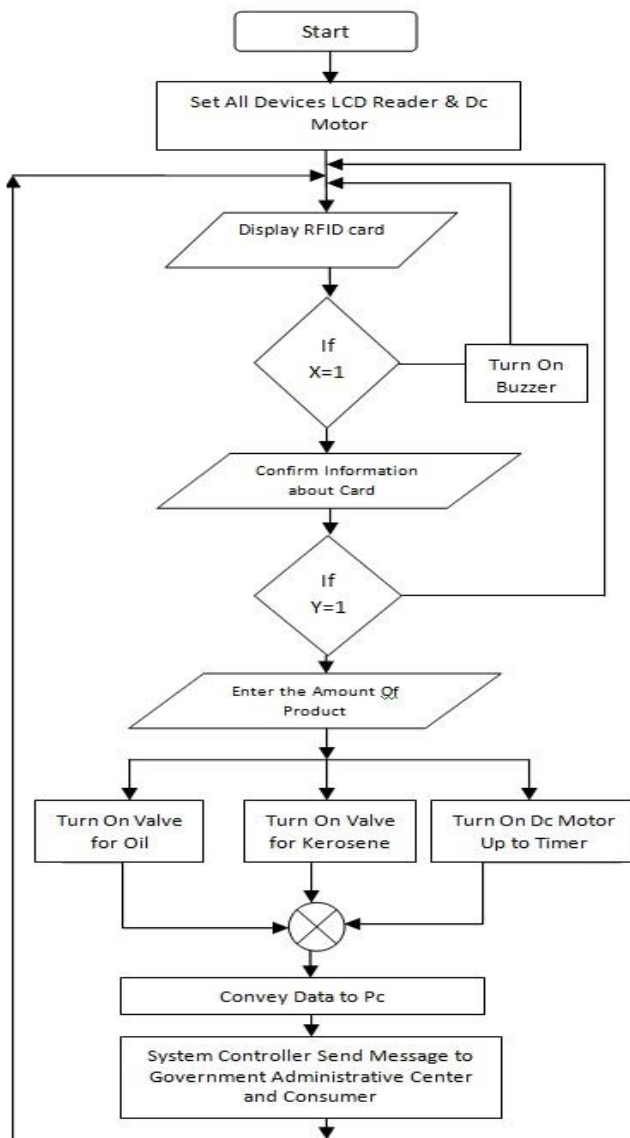 Start
Set All Devices LCD Reader & Dc
Motor
Display RFID card
If
X=1
Turn On
Buzzer
Confirm Information
about Card
If
Y=1
Enter the Amount Of
Product
Turn On Valve
for Oil
Turn On Valve
for Kerosene
Turn On Dc Motor
Up to Timer
Convey Data to Pc
System Controller Send Message to
Government Administrative Center
and Consumer